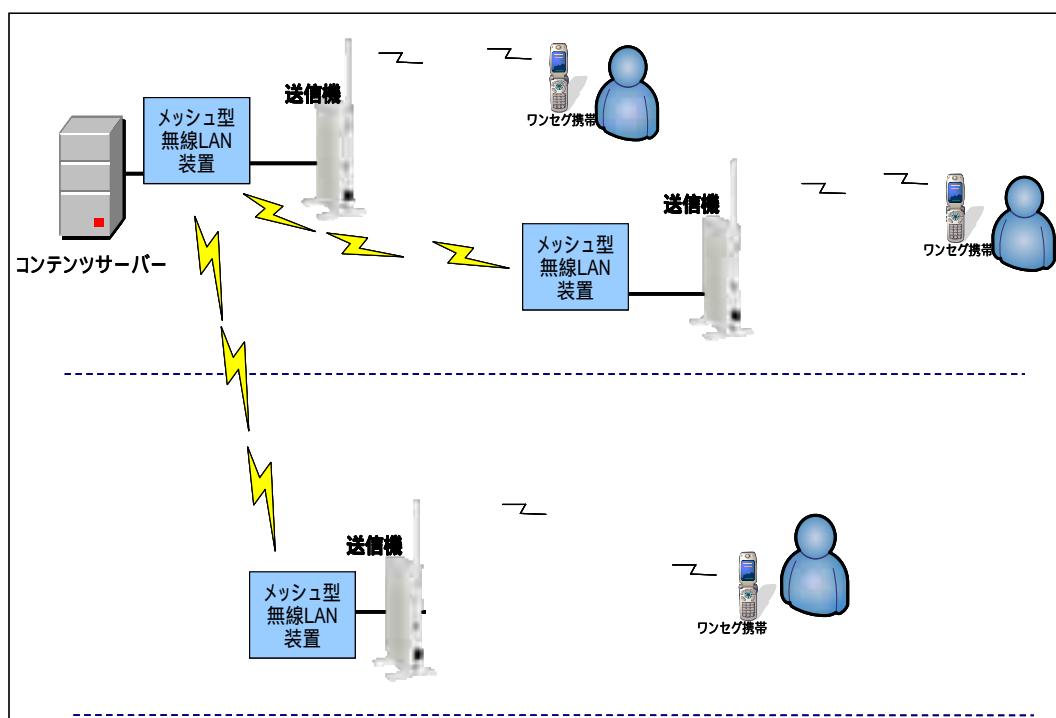 送信機
メッシュ型
無線LAN
装置
ワンセグ携帯
コンテンツサーバー
送信機
メッシュ型
無線LAN
装置
ワンセグ携帯
送信機
メッシュ型
無線LAN
装置
ワンセグ携帯